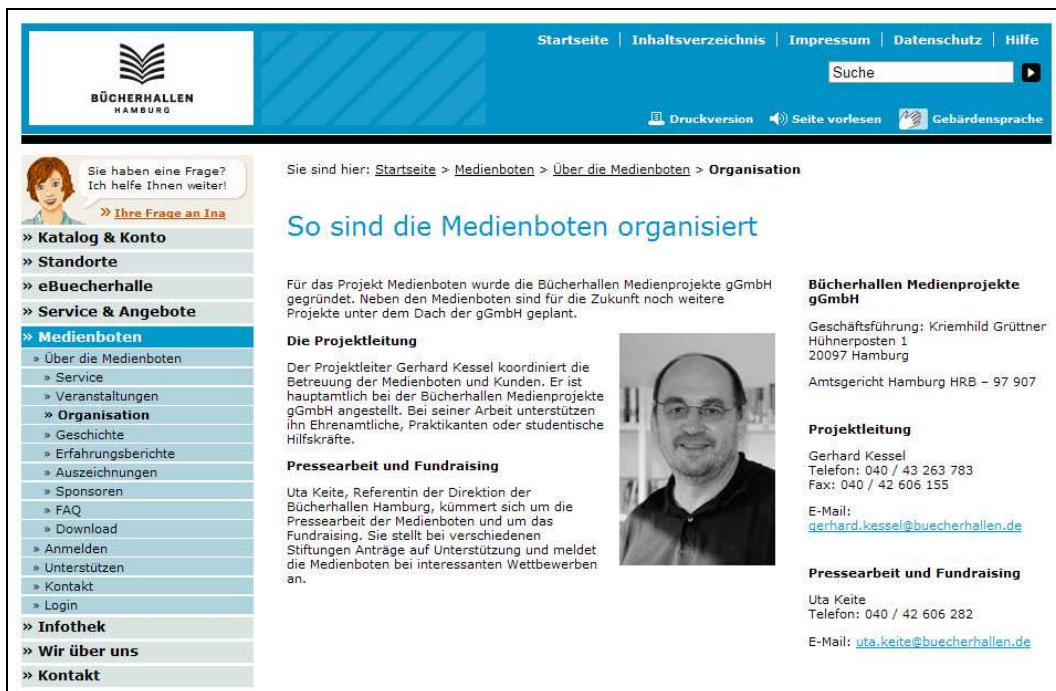 Startseite | Inhaltsverzeichnis | Impressum | Datenschutz | Hilfe
Suche
BÜCHERHALLEN
HAMBURG
Druckversion Seite vorlesen Gebärdensprache
Sie haben eine Frage?
Ich helfe Ihnen weiter!
» Ihre Frage an Ina
» Katalog & Konto
» Standorte
» eBuecherhalle
» Service & Angebote
» Medienboten
» Über die Medienboten
» Service
» Veranstaltungen
» Organisation
» Geschichte
» Erfahrungsberichte
» Auszeichnungen
» Sponsoren
» FAQ
» Download
» Anmelden
» Unterstützen
» Kontakt
» Login
» Infothek
» Wir über uns
» Kontakt
Sie sind hier: Startseite > Medienboten > Über die Medienboten > Organisation
So sind die Medienboten organisiert
Für das Projekt Medienboten wurde die Bücherhallen Medienprojekte gGmbH
gegründet. Neben den Medienboten sind für die Zukunft noch weitere
Projekte unter dem Dach der gGmbH geplant.
Die Projektleitung
Der Projektleiter Gerhard Kessel koordiniert die
Betreuung der Medienboten und Kunden. Er ist
hauptamtlich bei der Bücherhallen Medienprojekte
gGmbH angestellt. Bei seiner Arbeit unterstützen
ihn Ehrenamtliche, Praktikanten oder studentische
Hilfskräfte.
Pressearbeit und Fundraising
Uta Keite, Referentin der Direktion der
Bücherhallen Hamburg, kümmert sich um die
Pressearbeit der Medienboten und um das
Fundraising. Sie stellt bei verschiedenen
Stiftungen Anträge auf Unterstützung und meldet
die Medienboten bei interessanten Wettbewerben
an.
Bücherhallen Medienprojekte
gGmbH
Geschäftsführung: Kriemhild Grüttner
Hühnerposten 1
20097 Hamburg
Amtsgericht Hamburg HRB – 97 907
Projektleitung
Gerhard Kessel
Telefon: 040 / 43 263 783
Fax: 040 / 42 606 155
E-Mail:
gerhard.kessel@buecherhallen.de
Pressearbeit und Fundraising
Uta Keite
Telefon: 040 / 42 606 282
E-Mail: uta.keite@buecherhallen.de